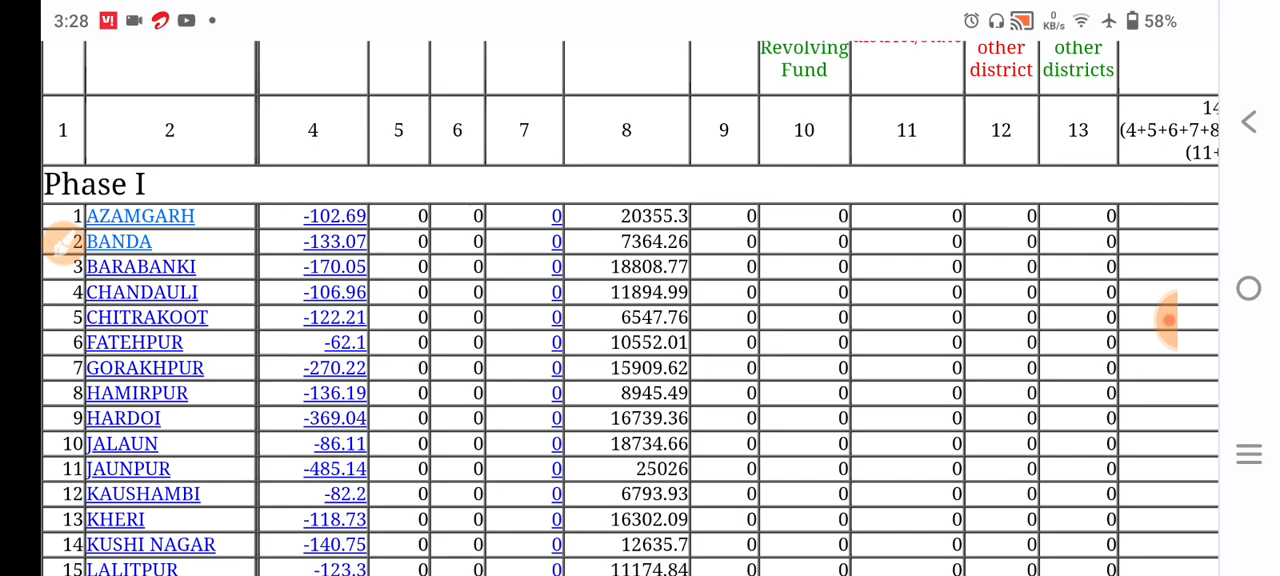 3:28 0 KB/s 58%
Revolving Fund other district other districts
1 2 4 5 6 7 8 9 10 11 12 13 14
(4+5+6+7+8
(11+
Phase I
1 AZAMGARH -102.69 0 0 0 20355.3 0 0 0 0 0
2 BANDA -133.07 0 0 0 7364.26 0 0 0 0 0
3 BARABANKI -170.05 0 0 0 18808.77 0 0 0 0 0
4 CHANDAULI -106.96 0 0 0 11894.99 0 0 0 0 0
5 CHITRAKOOT -122.21 0 0 0 6547.76 0 0 0 0 0
6 FATEHPUR -62.1 0 0 0 10552.01 0 0 0 0 0
7 GORAKHPUR -270.22 0 0 0 15909.62 0 0 0 0 0
8 HAMIRPUR -136.19 0 0 0 8945.49 0 0 0 0 0
9 HARDOI -369.04 0 0 0 16739.36 0 0 0 0 0
10 JALAUN -86.11 0 0 0 18734.66 0 0 0 0 0
11 JAUNPUR -485.14 0 0 0 25026 0 0 0 0 0
12 KAUSHAMBI -82.2 0 0 0 6793.93 0 0 0 0 0
13 KHERI -118.73 0 0 0 16302.09 0 0 0 0 0
14 KUSHI NAGAR -140.75 0 0 0 12635.7 0 0 0 0 0
15 LALITPUR -123.3 0 0 0 11174.84 0 0 0 0 0